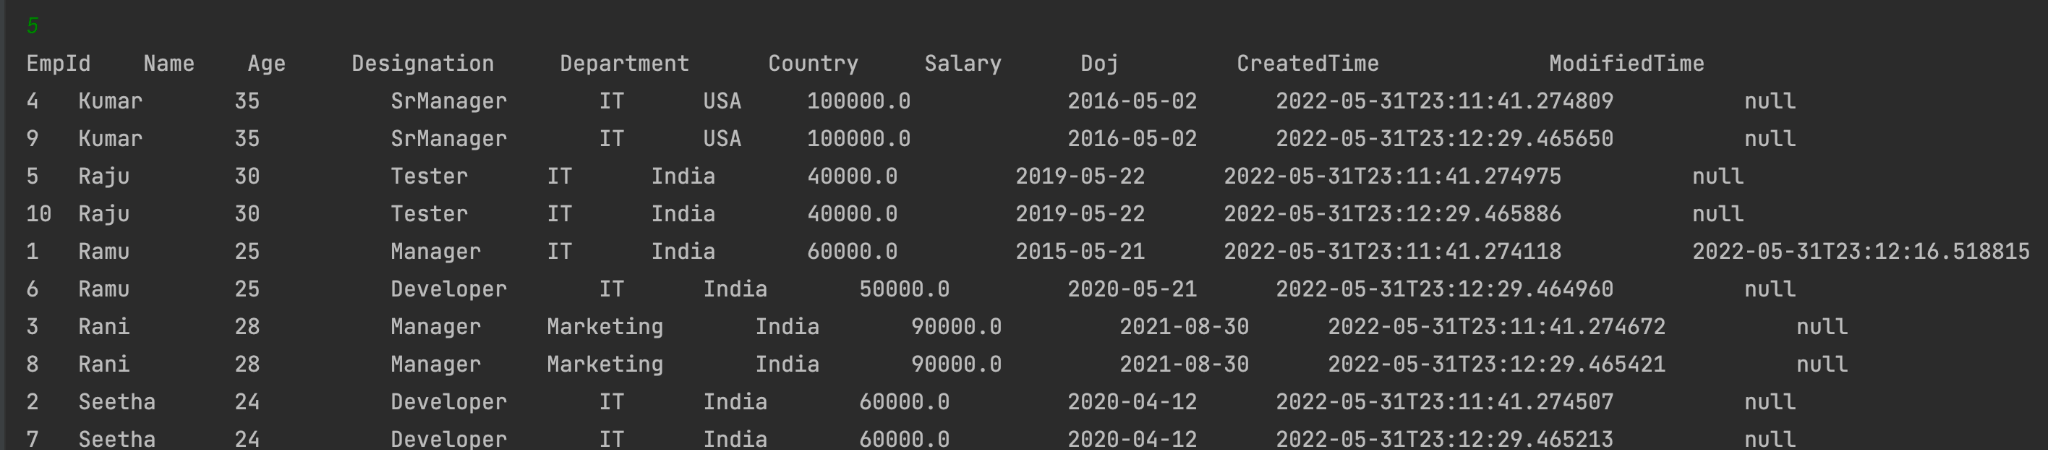 5
EmpId Name Age Designation Department Country Salary Doj CreatedTime ModifiedTime
4 Kumar 35 SrManager IT USA 100000.0 2016-05-02 2022-05-31T23:11:41.274809 null
9 Kumar 35 SrManager IT USA 100000.0 2016-05-02 2022-05-31T23:12:29.465650 null
5 Raju 30 Tester IT India 40000.0 2019-05-22 2022-05-31T23:11:41.274975 null
10 Raju 30 Tester IT India 40000.0 2019-05-22 2022-05-31T23:12:29.465886 null
1 Ramu 25 Manager IT India 60000.0 2015-05-21 2022-05-31T23:11:41.274118 2022-05-31T23:12:16.518815
6 Ramu 25 Developer IT India 50000.0 2020-05-21 2022-05-31T23:12:29.464960 null
3 Rani 28 Manager Marketing India 90000.0 2021-08-30 2022-05-31T23:11:41.274672 null
8 Rani 28 Manager Marketing India 90000.0 2021-08-30 2022-05-31T23:12:29.465421 null
2 Seetha 24 Developer IT India 60000.0 2020-04-12 2022-05-31T23:11:41.274507 null
7 Seetha 24 Developer IT India 60000.0 2020-04-12 2022-05-31T23:12:29.465213 null